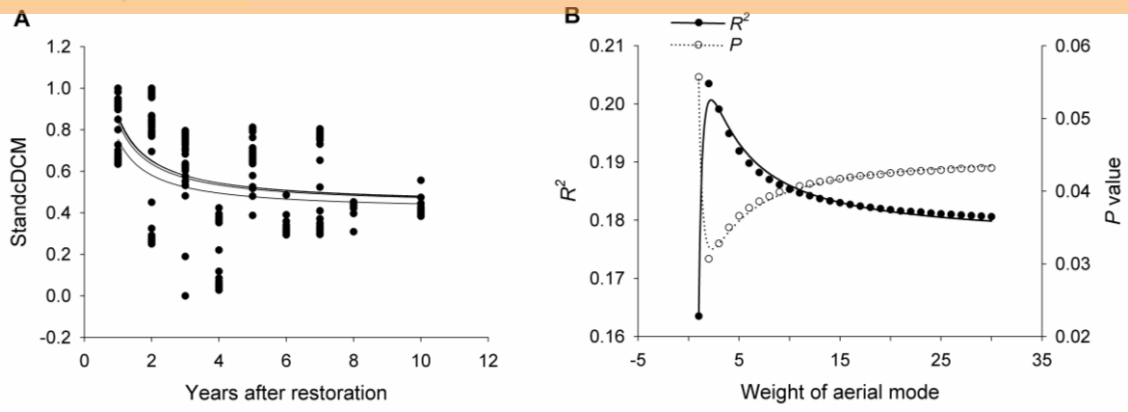 A
1.2
1.0
0.8
0.6
0.4
0.2
0.0
-0.2
0 2 4 6 8 10 12
StandcDCM
Years after restoration
B
R²
P
0.21
0.20
0.19
0.18
0.17
0.16
R²
0.06
0.05
0.04
0.03
0.02
P value
-5 5 15 25 35
Weight of aerial mode